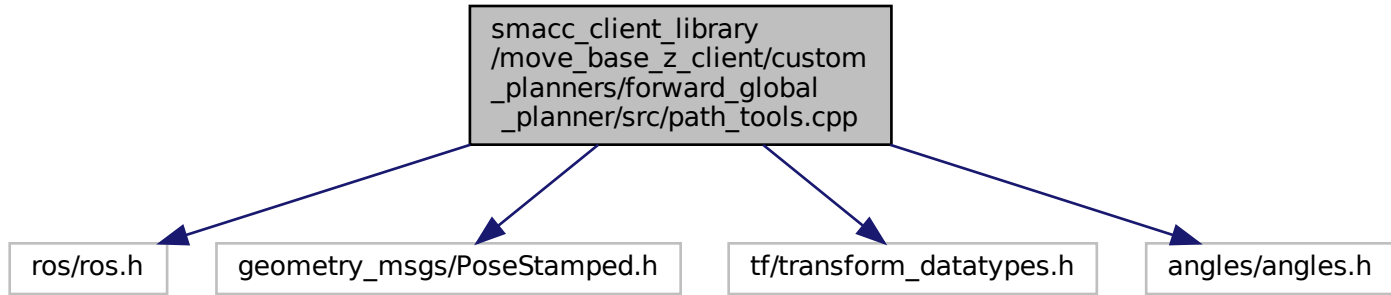 smacc_client_library
/move_base_z_client/custom
_planners/forward_global
_planner/src/path_tools.cpp
ros/ros.h
geometry_msgs/PoseStamped.h
tf/transform_datatypes.h
angles/angles.h